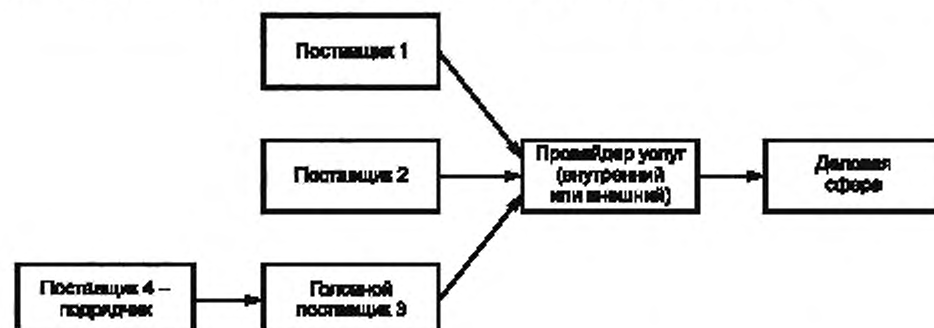 Поставщик 1
Поставщик 2
Провайдер услуг
(внутренний
или внешний)
Деловая
сфера
Поставщик 4 –
подрядчик
Головной
поставщик 3